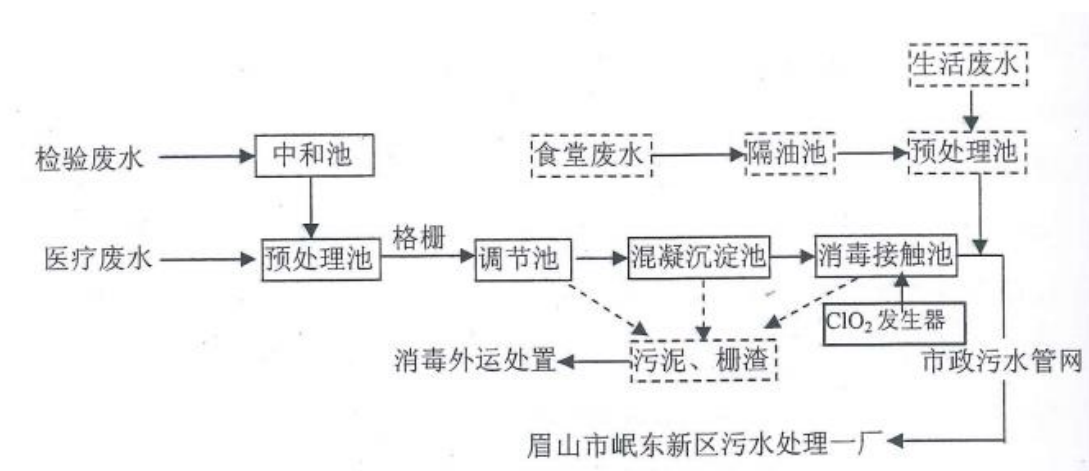 生活废水
检验废水
中和池
食堂废水
隔油池
预处理池
医疗废水
预处理池
格栅
调节池
混凝沉淀池
消毒接触池
ClO₂发生器
消毒外运处置
污泥、栅渣
市政污水管网
眉山市岷东新区污水处理一厂